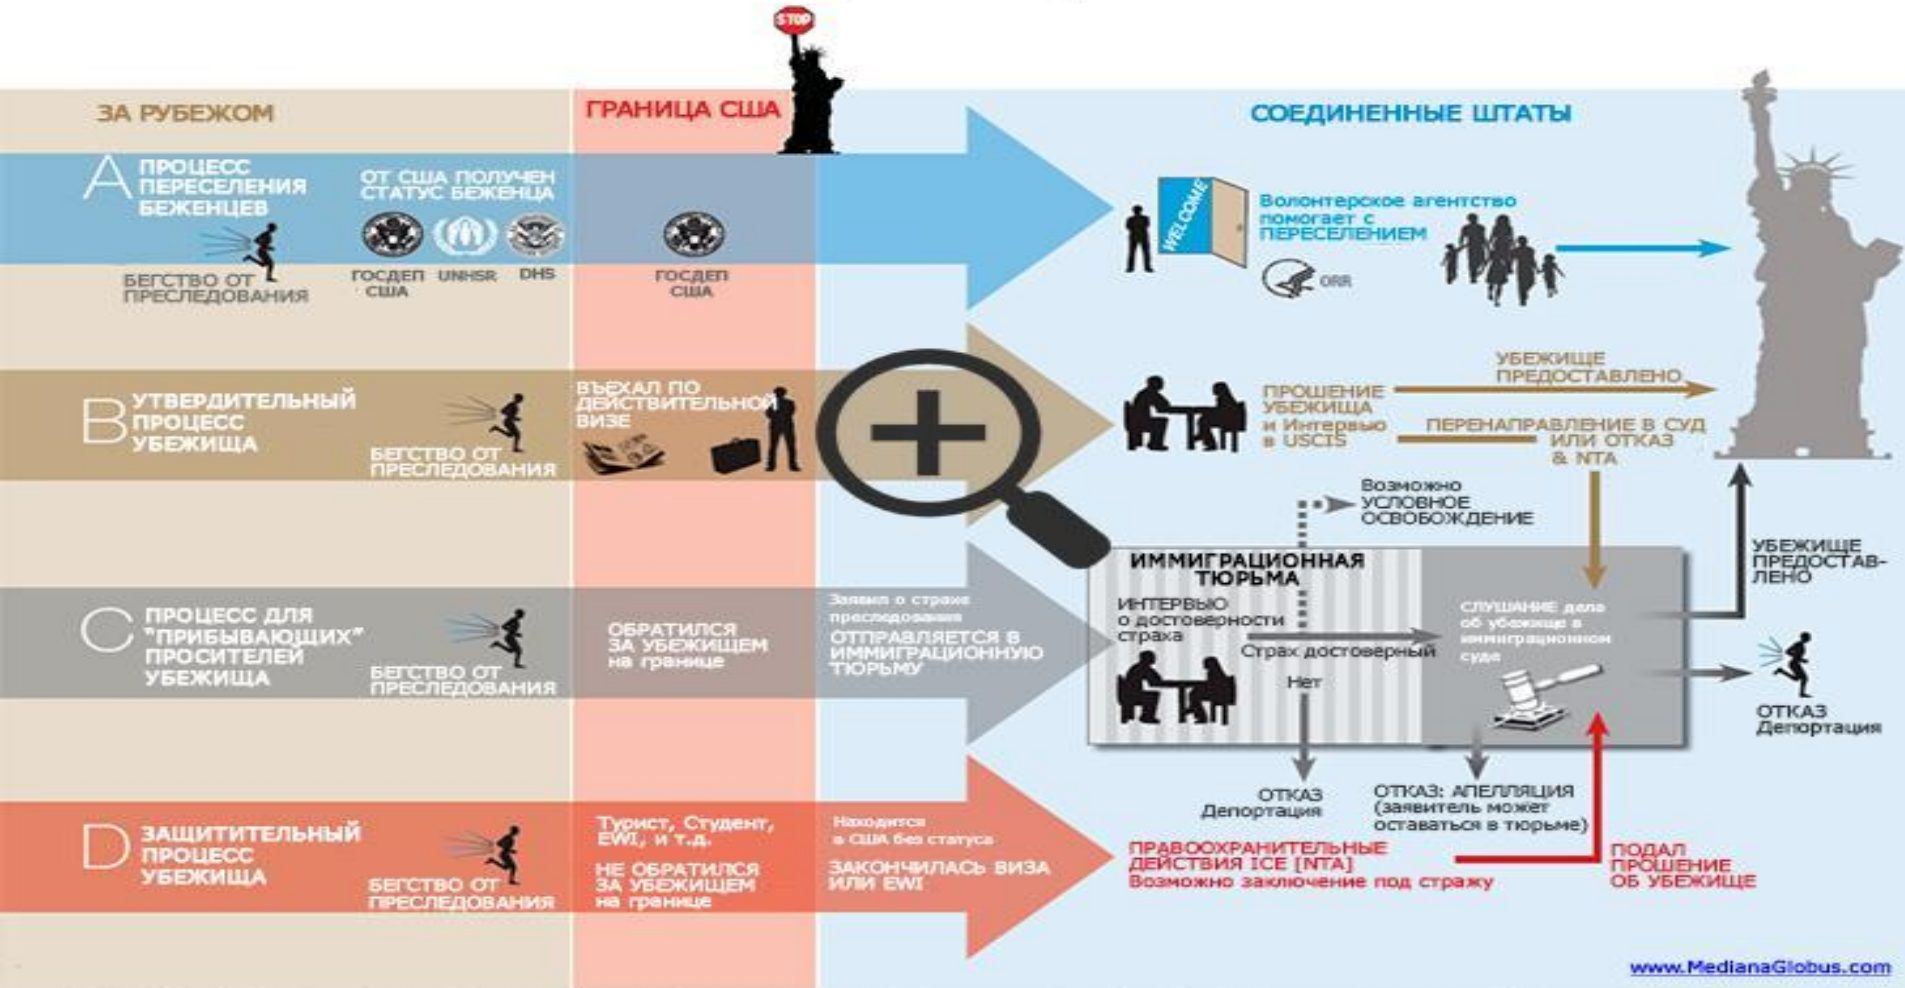 STOP
ЗА РУБЕЖОМ
ГРАНИЦА США
СОЕДИНЕННЫЕ ШТАТЫ
A
ПРОЦЕСС
ПЕРЕСЕЛЕНИЯ
БЕЖЕНЦЕВ
БЕГСТВО ОТ
ПРЕСЛЕДОВАНИЯ
ОТ США ПОЛУЧЕН
СТАТУС БЕЖЕНЦА
ГОСДЕП
США
UNHSR
DHS
ГОСДЕП
США
WELCOME
Волонтерское агентство
помогает с
ПЕРЕСЕЛЕНИЕМ
ORR
B
УТВЕРДИТЕЛЬНЫЙ
ПРОЦЕСС
УБЕЖИЩА
БЕГСТВО ОТ
ПРЕСЛЕДОВАНИЯ
ВЪЕХАЛ ПО
ДЕЙСТВИТЕЛЬНОЙ
ВИЗЕ
ПРОШЕНИЕ
УБЕЖИЩА
и Интервью
в USCIS
УБЕЖИЩЕ
ПРЕДОСТАВЛЕНО
ПЕРЕНАПРАВЛЕНИЕ В СУД
ИЛИ ОТКАЗ
& NTA
C
ПРОЦЕСС ДЛЯ
"ПРИБЫВАЮЩИХ"
ПРОСИТЕЛЕЙ
УБЕЖИЩА
БЕГСТВО ОТ
ПРЕСЛЕДОВАНИЯ
ОБРАТИЛСЯ
ЗА УБЕЖИЩЕМ
на границе
Заявил о страхе
преследования
ОТПРАВЛЯЕТСЯ В
ИММИГРАЦИОННУЮ
ТЮРЬМУ
Возможно
УСЛОВНОЕ
ОСВОБОЖДЕНИЕ
ИММИГРАЦИОННАЯ
ТЮРЬМА
ИНТЕРВЬЮ
о достоверности
страха
Страх достоверный
Нет
СЛУШАНИЕ дела
об убежище в
иммиграционном
суде
УБЕЖИЩЕ
ПРЕДОСТАВ-
ЛЕНО
ОТКАЗ
Депортация
ОТКАЗ
Депортация
ОТКАЗ: АПЕЛЛЯЦИЯ
(заявитель может
оставаться в тюрьме)
D
ЗАЩИТИТЕЛЬНЫЙ
ПРОЦЕСС
УБЕЖИЩА
БЕГСТВО ОТ
ПРЕСЛЕДОВАНИЯ
Турист, Студент,
EWI, и т.д.
НЕ ОБРАТИЛСЯ
ЗА УБЕЖИЩЕМ
на границе
Находится
в США без статуса
ЗАКОНЧИЛАСЬ ВИЗА
ИЛИ EWI
ПРАВООХРАНИТЕЛЬНЫЕ
ДЕЙСТВИЯ ICE [NTA]
Возможно заключение под стражу
ПОДАЛ
ПРОШЕНИЕ
ОБ УБЕЖИЩЕ
www.MedianaGlobus.com